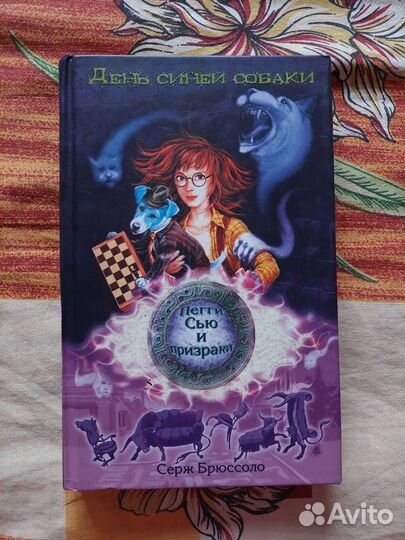 День синей собаки
Пегги
Сью и
призраки
Серж Брюссоло
Avito